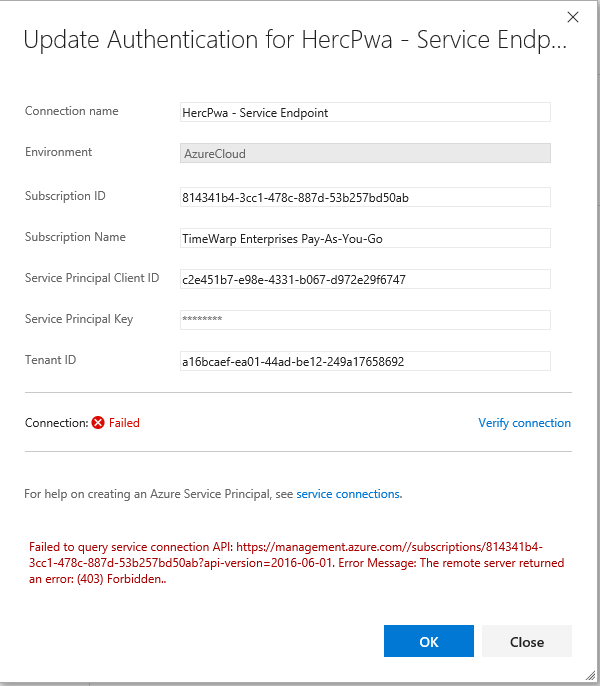 Update Authentication for HercPwa - Service Endp...
Connection name
HercPwa - Service Endpoint
Environment
AzureCloud
Subscription ID
814341b4-3cc1-478c-887d-53b257bd50ab
Subscription Name
TimeWarp Enterprises Pay-As-You-Go
Service Principal Client ID
c2e451b7-e98e-4331-b067-d972e29f6747
Service Principal Key
********
Tenant ID
a16bcaef-ea01-44ad-be12-249a17658692
Connection: Failed
Verify connection
For help on creating an Azure Service Principal, see service connections.
Failed to query service connection API: https://management.azure.com//subscriptions/814341b4-
3cc1-478c-887d-53b257bd50ab?api-version=2016-06-01. Error Message: The remote server returned
an error: (403) Forbidden..
OK
Close